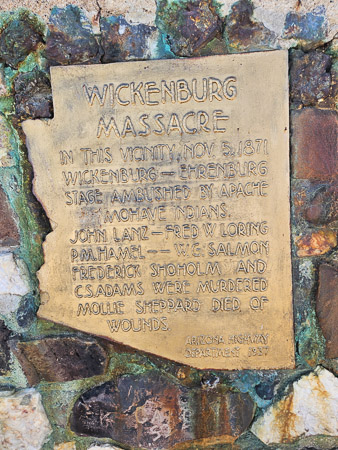 WICKENBURG
MASSACRE
IN THIS VICINITY, NOV. 5, 1871
WICKENBURG — EHRENBURG
STAGE AMBUSHED BY APACHE
MOHAVE INDIANS.
JOHN LANZ — FRED W. LORING
P.M. HAMEL — W.G. SALMON
FREDERICK SHOHOLM AND
C.S. ADAMS WERE MURDERED
MOLLIE SHEPPARD DIED OF
WOUNDS.
ARIZONA HIGHWAY
DEPARTMENT 1937